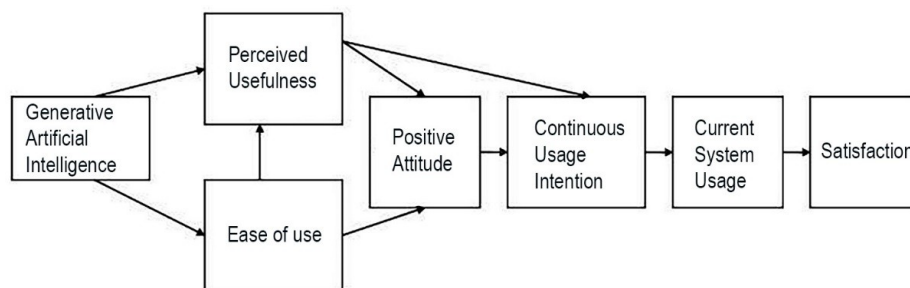 Generative
Artificial
Intelligence
Perceived
Usefulness
Ease of use
Positive
Attitude
Continuous
Usage
Intention
Current
System
Usage
Satisfaction